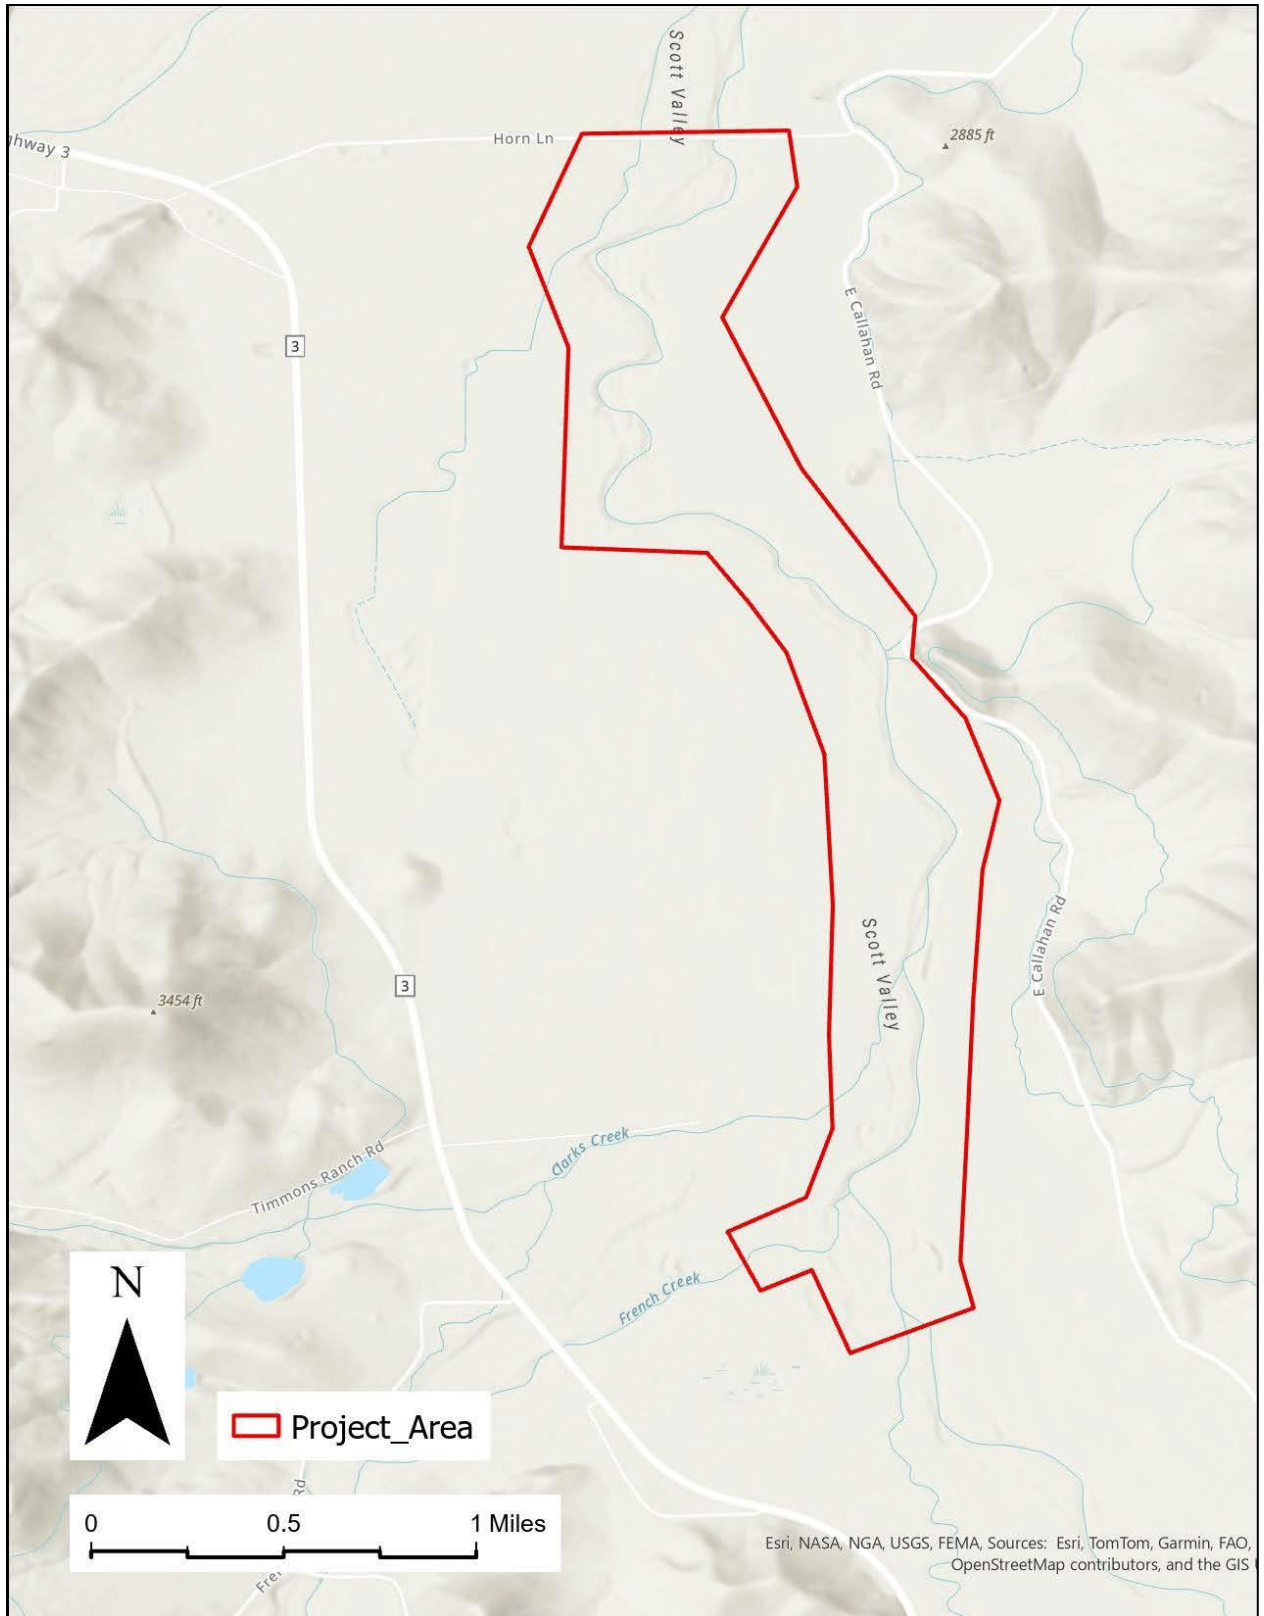 Scott Valley
Horn Ln
hway 3
2885 ft
E Callahan Rd
3
Scott Valley
E Callahan Rd
3
3454 ft
Clarks Creek
Timmons Ranch Rd
French Creek
N
Project_Area
Rd
0 0.5 1 Miles
Esri, NASA, NGA, USGS, FEMA, Sources: Esri, TomTom, Garmin, FAO,
OpenStreetMap contributors, and the GIS
Fre